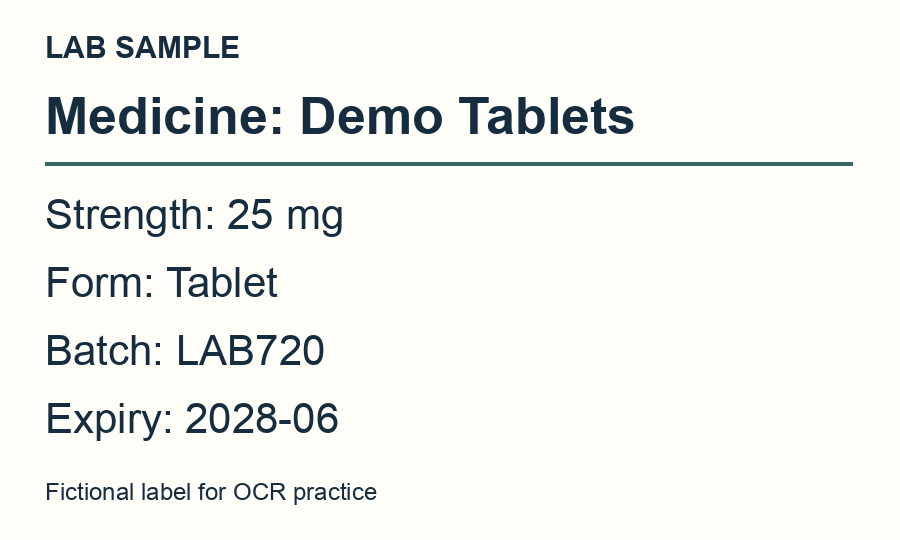 LAB SAMPLE
Medicine: Demo Tablets
Strength: 25 mg
Form: Tablet
Batch: LAB720
Expiry: 2028-06
Fictional label for OCR practice